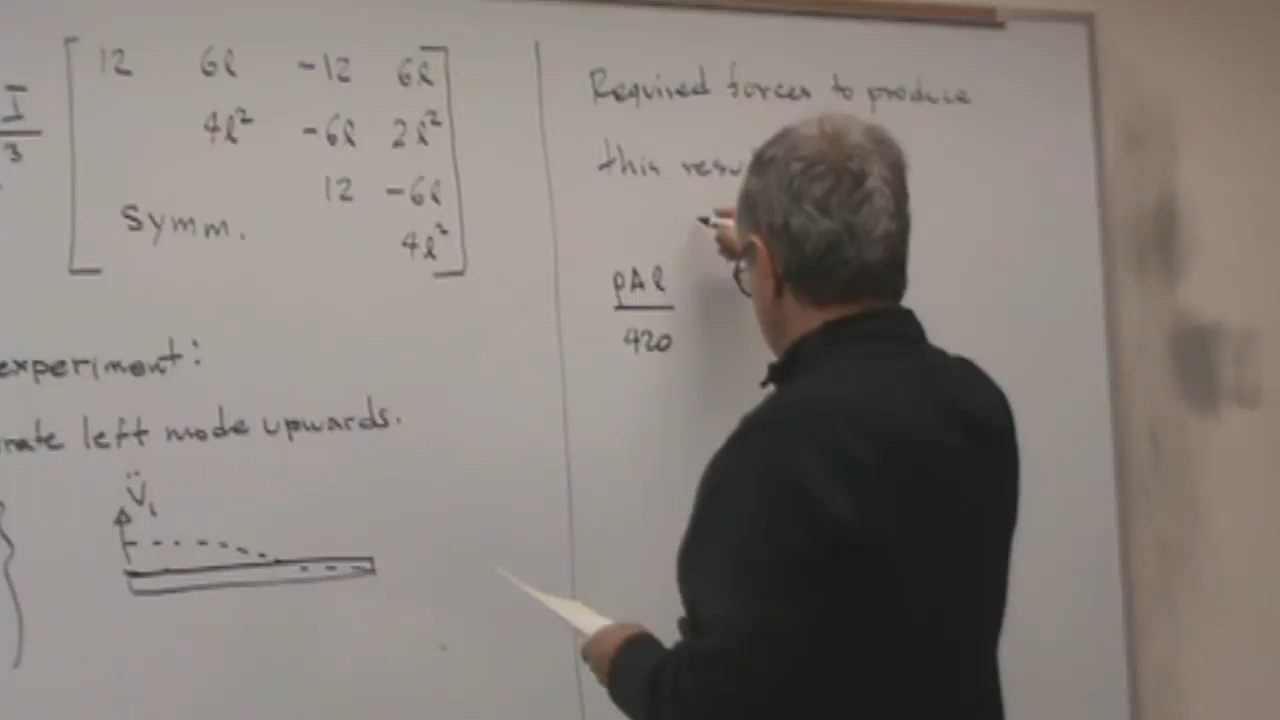 I
3
12 6l -12 6l
4l² -6l 2l²
12 -6l
Symm. 4l²
experiment:
rate left node upwards.
V̈₁
Required forces to produce
this resu
ρAl
420